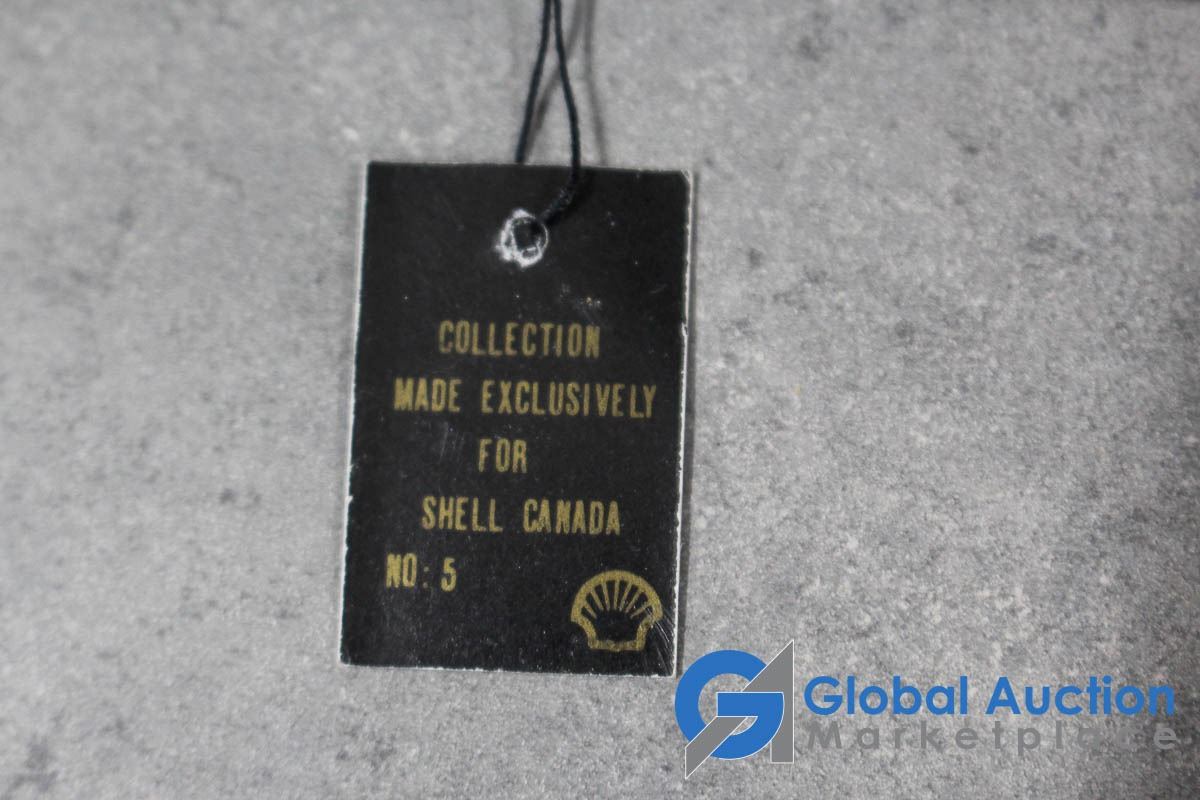 COLLECTION
MADE EXCLUSIVELY
FOR
SHELL CANADA
NO: 5
Global Auction
Marketplace